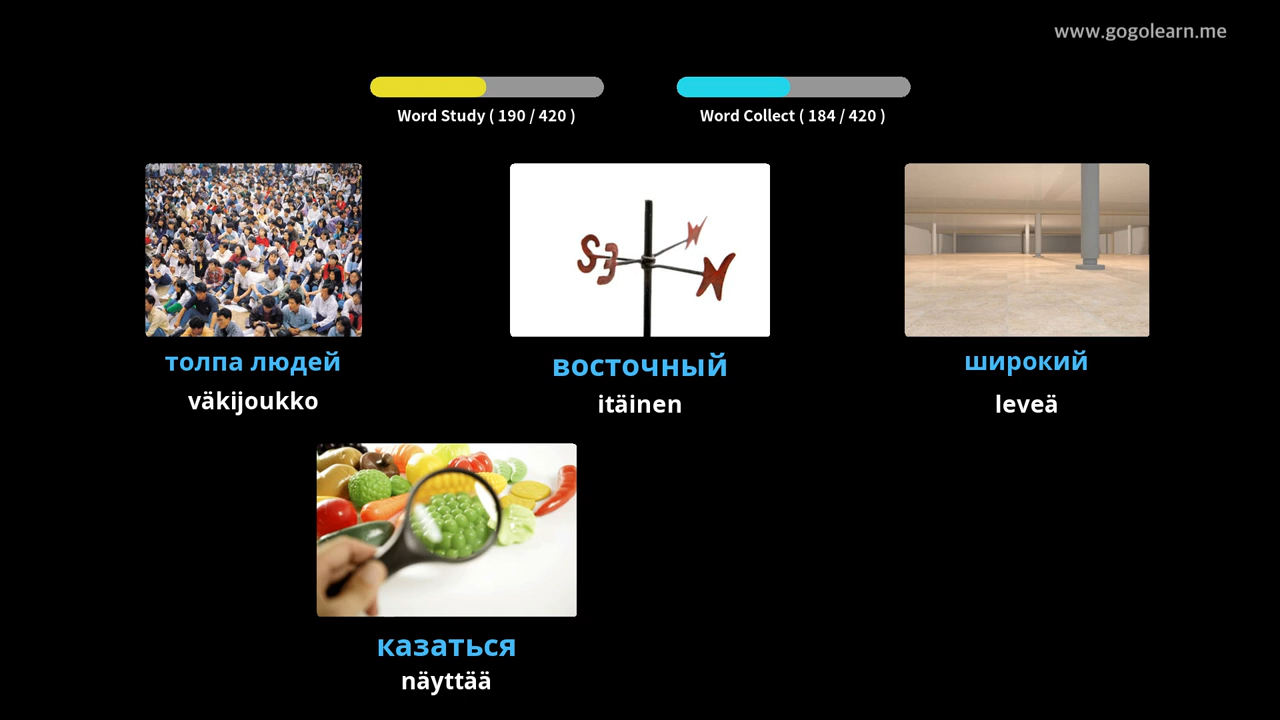 www.gogolearn.me
Word Study ( 190 / 420 )
Word Collect ( 184 / 420 )
S E N W
толпа людей
восточный
широкий
väkijoukko
itäinen
leveä
казаться
näyttää